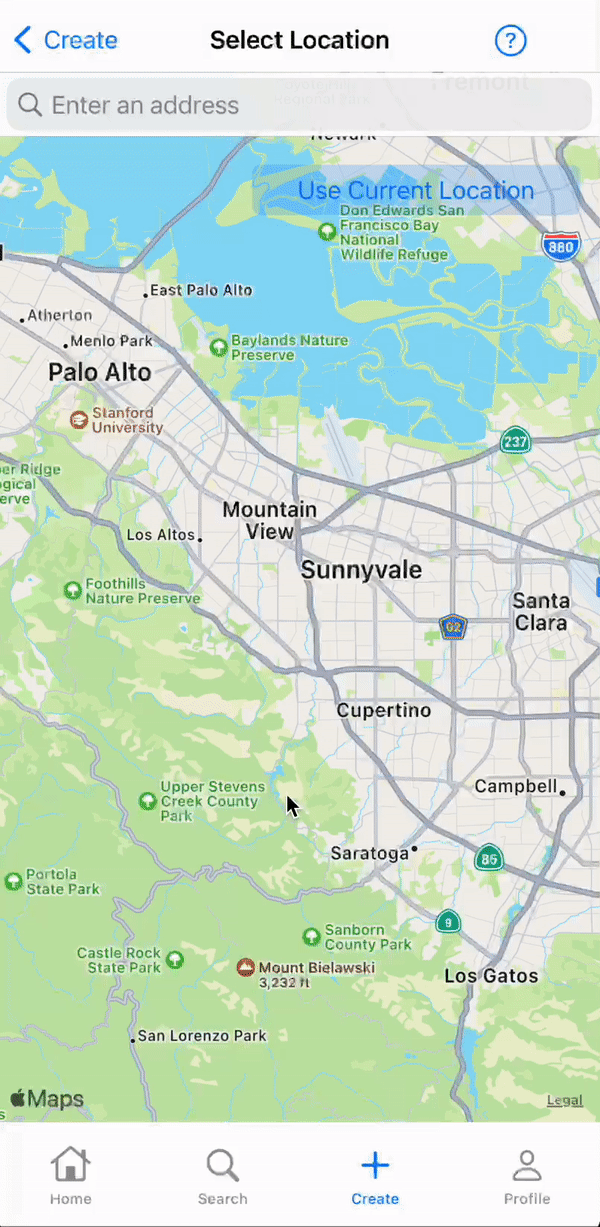 Create
Select Location
?
Enter an address
Fremont
Newark
Use Current Location
Don Edwards San
Francisco Bay
National
Wildlife Refuge
880
East Palo Alto
Atherton
Menlo Park
Baylands Nature
Preserve
Palo Alto
Stanford
University
237
er Ridge
ogical
erve
Mountain
View
Los Altos
Sunnyvale
Foothills
Nature Preserve
Santa
Clara
G2
Cupertino
Upper Stevens
Creek County
Park
Campbell
Saratoga
85
Portola
State Park
9
Sanborn
County Park
Castle Rock
State Park
Mount Bielawski
3,232 ft
Los Gatos
San Lorenzo Park
Maps
Legal
Home
Search
Create
Profile